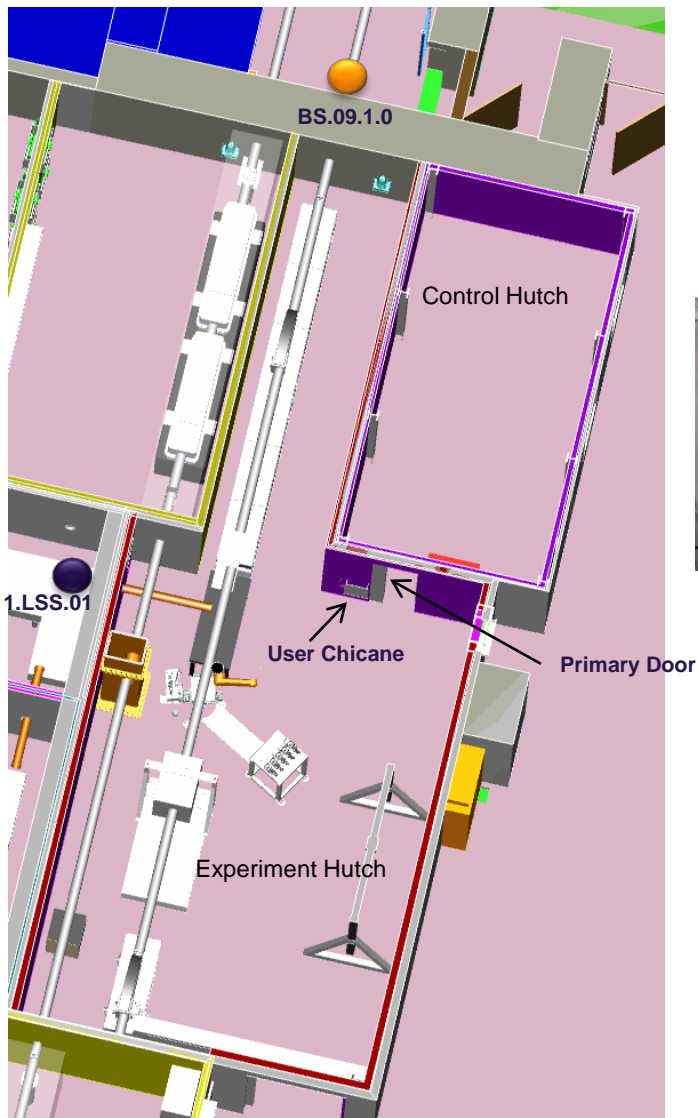 BS.09.1.0
Control Hutch
1.LSS.01
User Chicane
Primary Door
Experiment Hutch